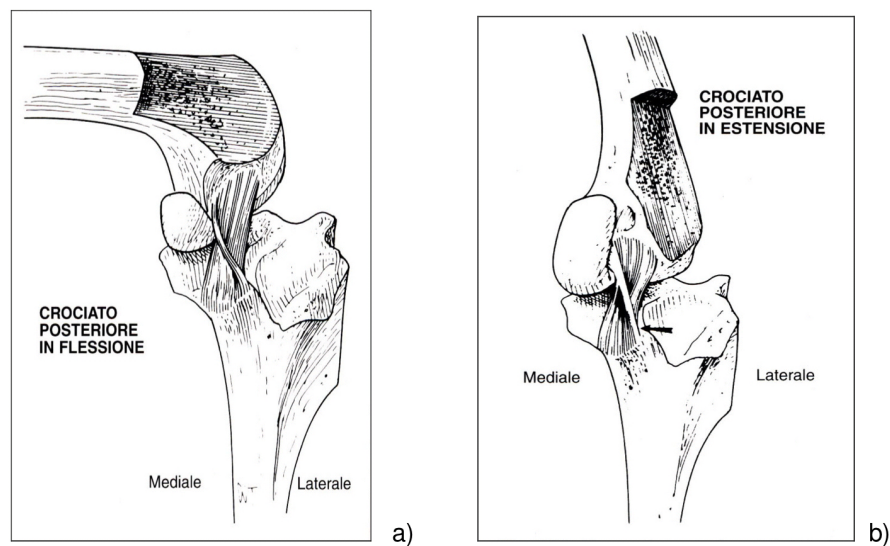 CROCIATO
POSTERIORE
IN FLESSIONE
Mediale
Laterale
a)
CROCIATO
POSTERIORE
IN ESTENSIONE
Mediale
Laterale
b)